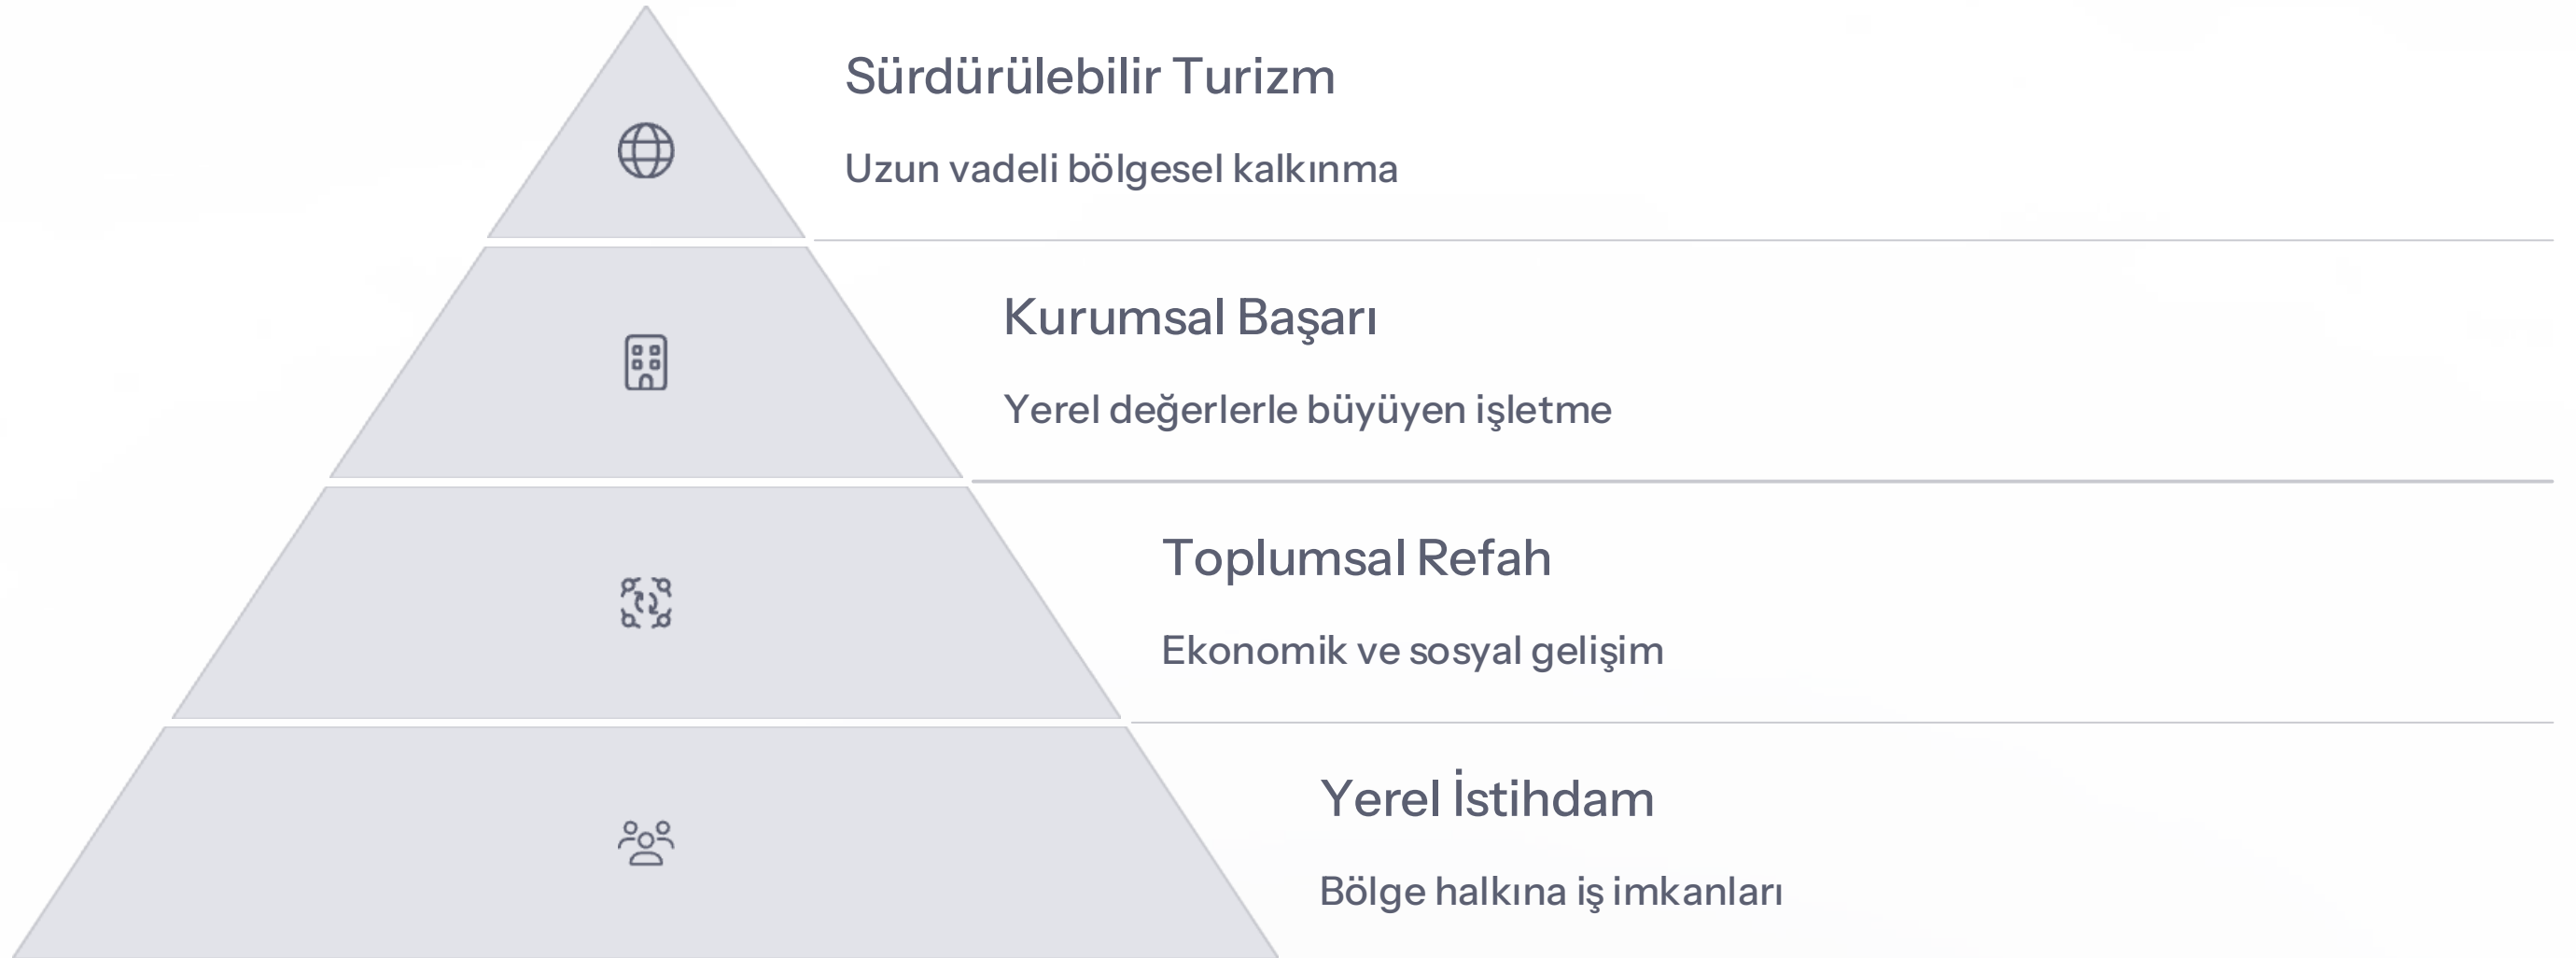 Sürdürülebilir Turizm
Uzun vadeli bölgesel kalkınma
Kurumsal Başarı
Yerel değerlerle büyüyen işletme
Toplumsal Refah
Ekonomik ve sosyal gelişim
Yerel İstihdam
Bölge halkına iş imkanları